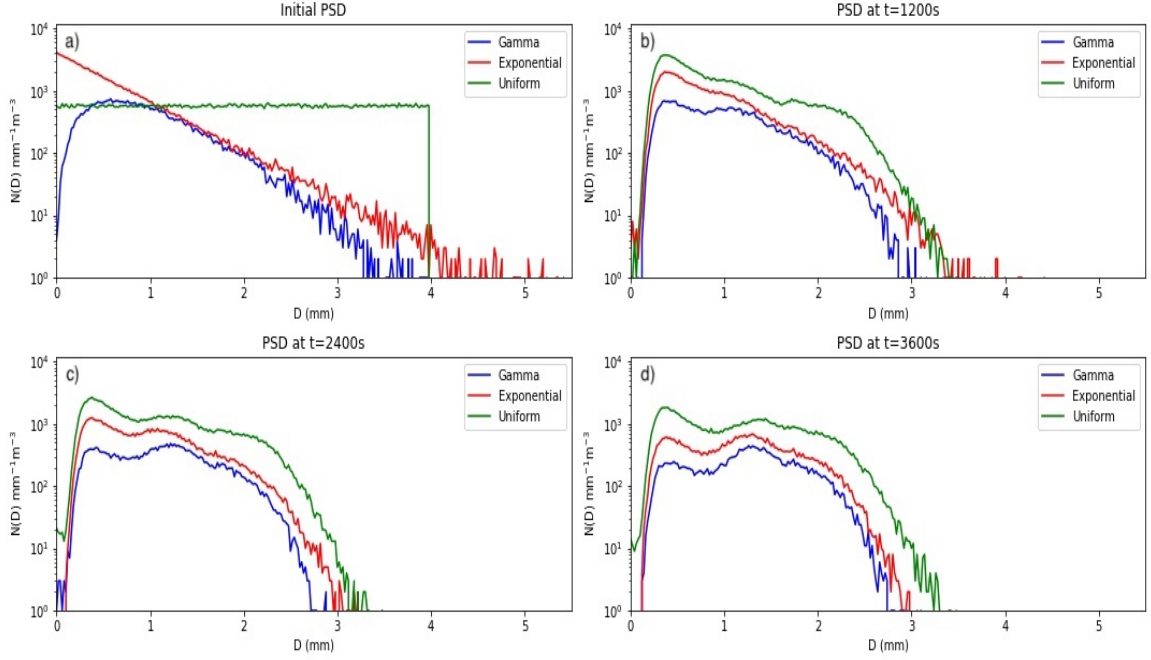 Initial PSD
a)
Gamma
Exponential
Uniform
N(D) mm⁻¹m⁻³
10⁴
10³
10²
10¹
10⁰
0 1 2 3 4 5
D (mm)
PSD at t=1200s
b)
Gamma
Exponential
Uniform
N(D) mm⁻¹m⁻³
10⁴
10³
10²
10¹
10⁰
0 1 2 3 4 5
D (mm)
PSD at t=2400s
c)
Gamma
Exponential
Uniform
N(D) mm⁻¹m⁻³
10⁴
10³
10²
10¹
10⁰
0 1 2 3 4 5
D (mm)
PSD at t=3600s
d)
Gamma
Exponential
Uniform
N(D) mm⁻¹m⁻³
10⁴
10³
10²
10¹
10⁰
0 1 2 3 4 5
D (mm)